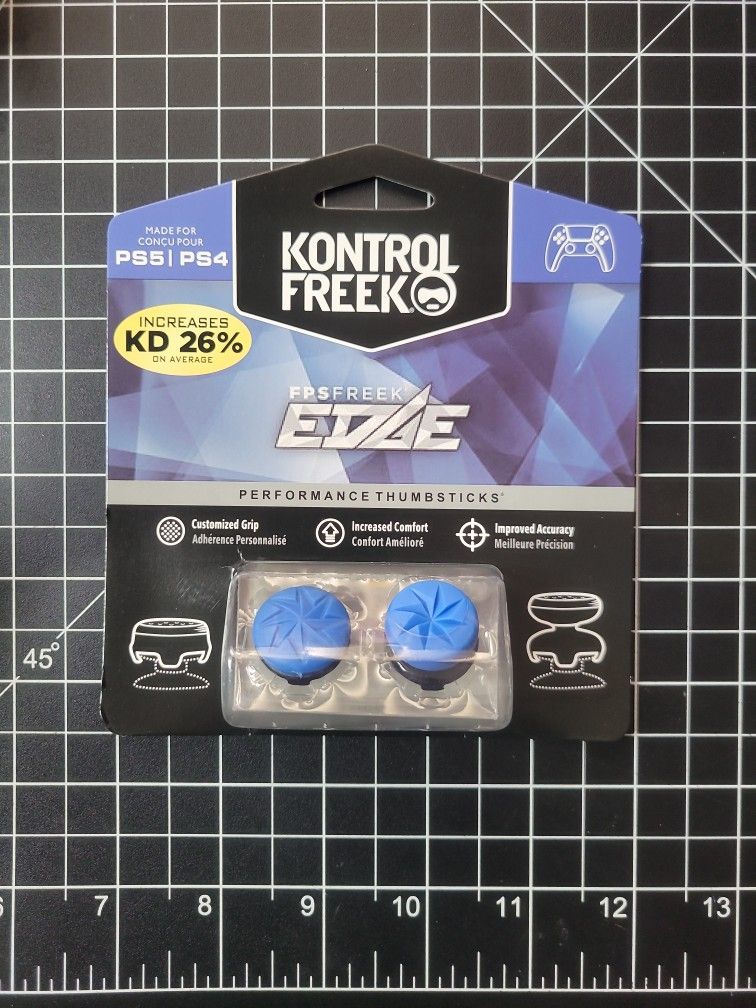 MADE FOR
CONÇU POUR
PS5| PS4
KONTROL
FREEK
INCREASES
KD 26%
ON AVERAGE
FPSFREEK
EDGE
PERFORMANCE THUMBSTICKS
Customized Grip
Adhérence Personnalisé
Increased Comfort
Confort Amélioré
Improved Accuracy
Meilleure Précision
45°
6 7 8 9 10 11 12 13